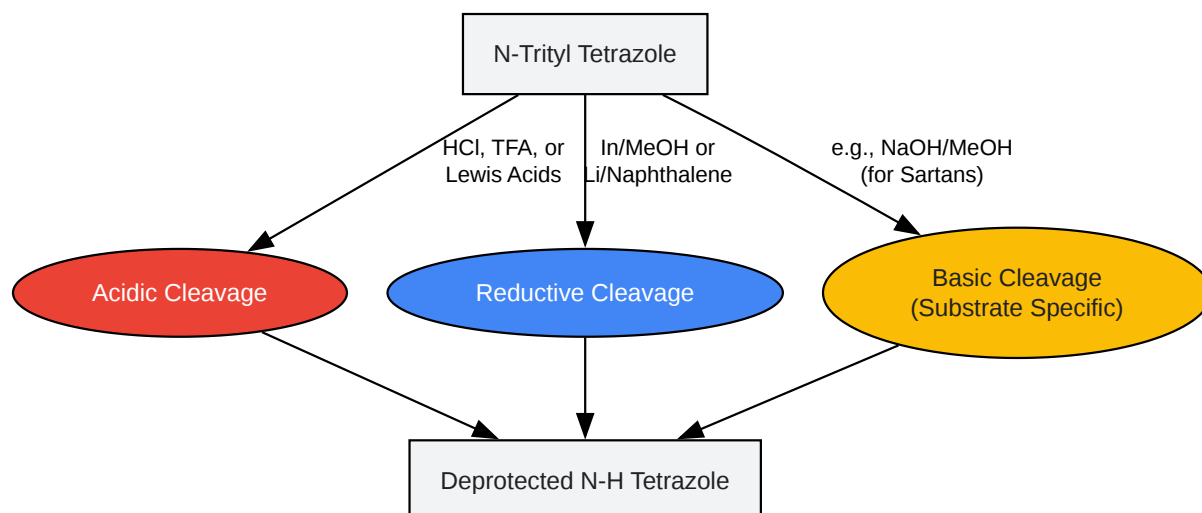 N-Trityl Tetrazole
HCl, TFA, or
Lewis Acids
In/MeOH or
Li/Naphthalene
e.g., NaOH/MeOH
(for Sartans)
Acidic Cleavage
Reductive Cleavage
Basic Cleavage
(Substrate Specific)
Deprotected N-H Tetrazole